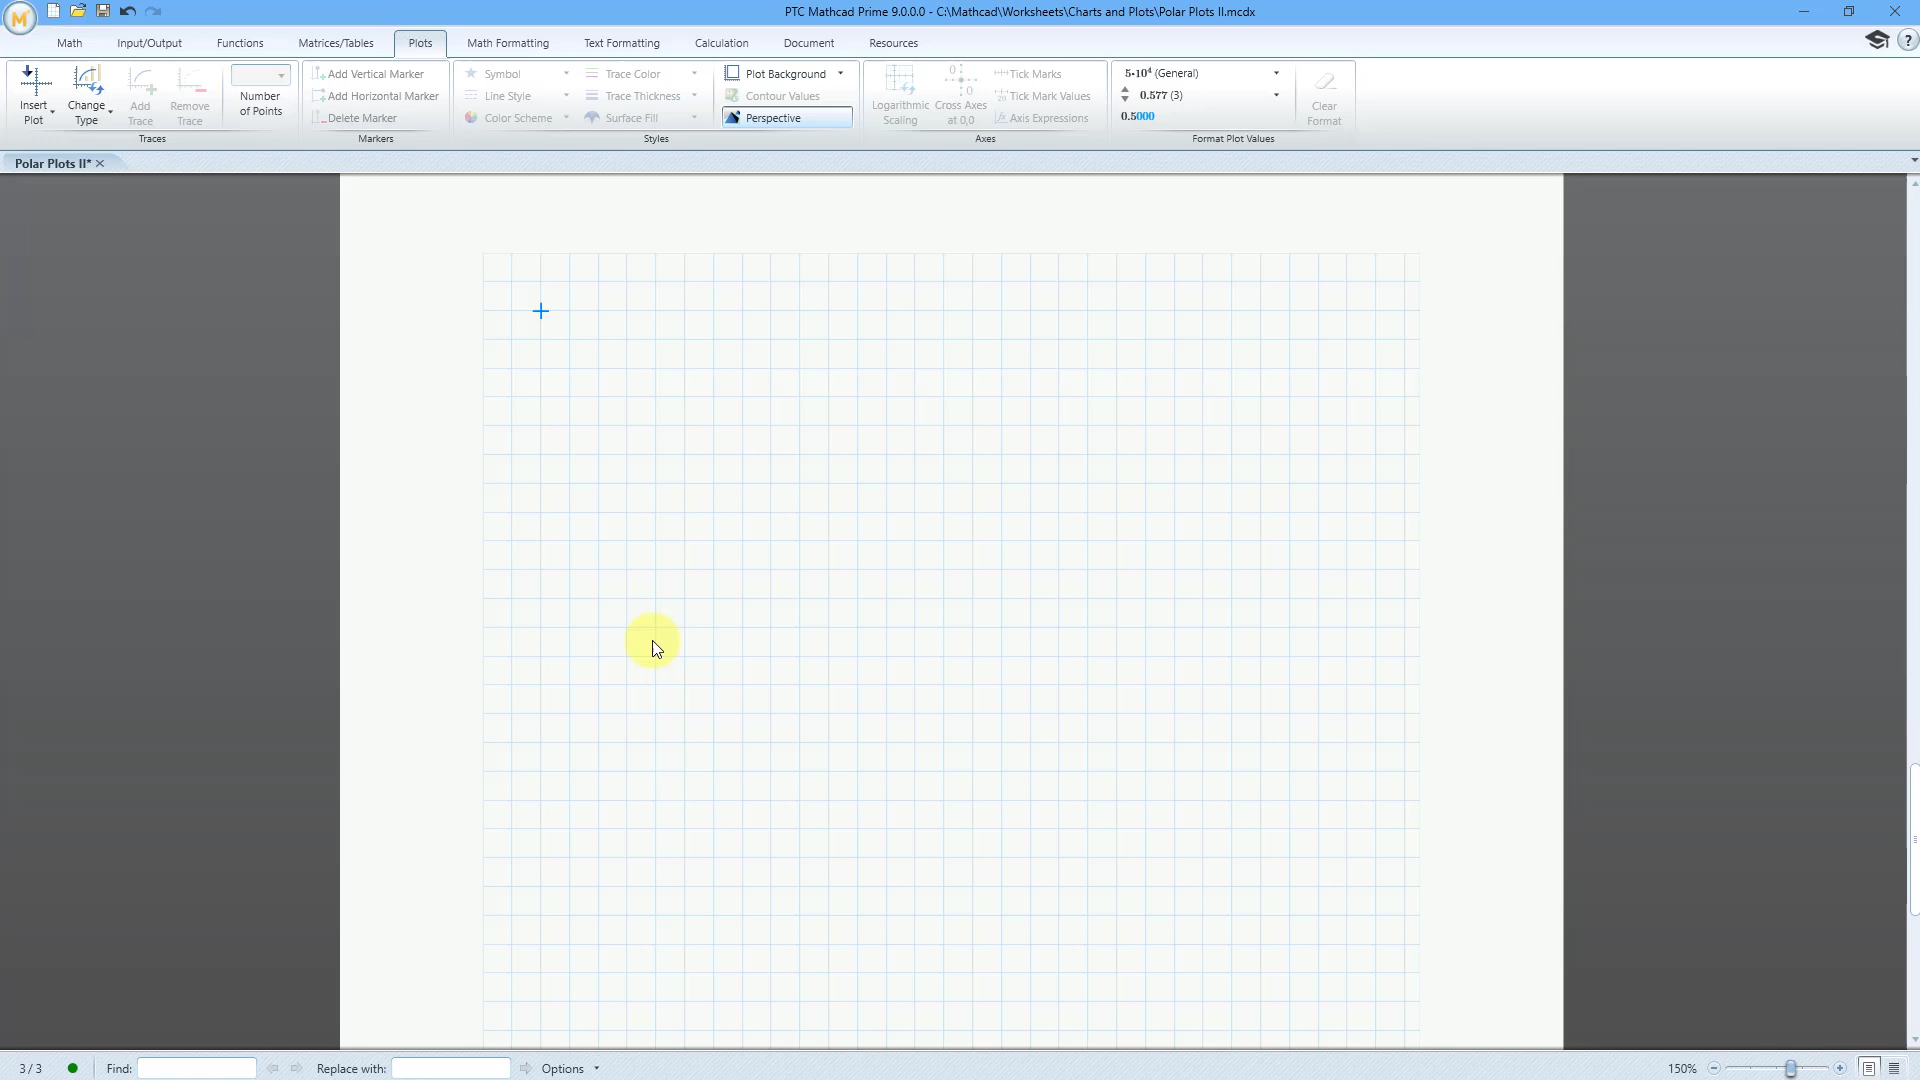 PTC Mathcad Prime 9.0.0.0 - C:\Mathcad\Worksheets\Charts and Plots\Polar Plots II.mcdx
Math Input/Output Functions Matrices/Tables Plots Math Formatting Text Formatting Calculation Document Resources
Insert Plot
Change Type
Add Trace
Remove Trace
Number of Points
Traces
Add Vertical Marker
Add Horizontal Marker
Delete Marker
Markers
Symbol
Line Style
Color Scheme
Trace Color
Trace Thickness
Surface Fill
Plot Background
Contour Values
Perspective
Styles
Logarithmic Scaling
Cross Axes at 0,0
Tick Marks
Tick Mark Values
Axis Expressions
Axes
5•10⁴ (General)
0.577 (3)
0.5000
Clear Format
Format Plot Values
Polar Plots II*
3 / 3 Find: Replace with: Options 150%